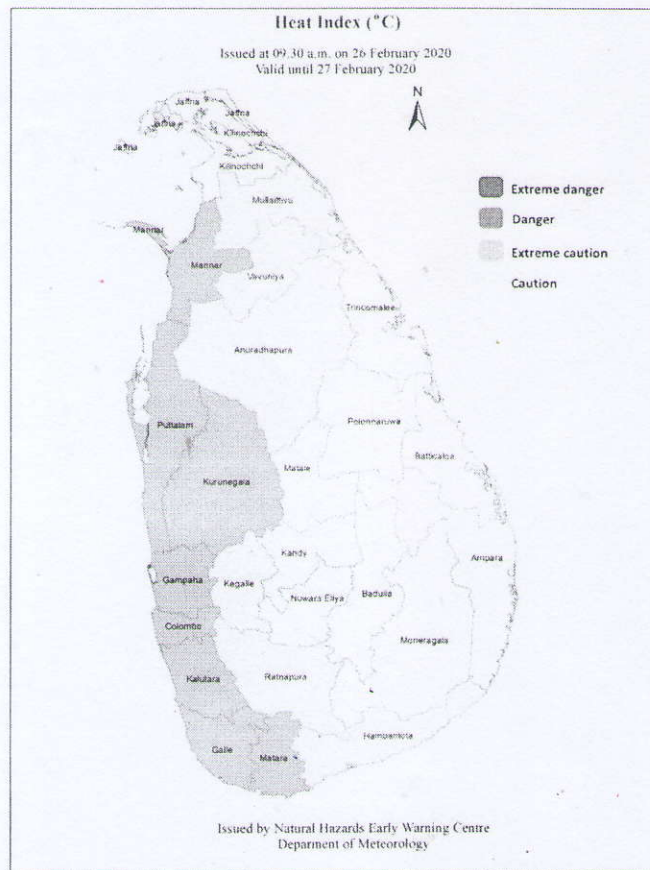 Heat Index (°C)
Issued at 09.30 a.m. on 26 February 2020
Valid until 27 February 2020
N
Jaffna
Jaffna
Jaffna
Jaffna
Kilinochchi
Kilinochchi
Mullaithivu
Mannar
Mannar
Vavuniya
Trincomalee
Anuradhapura
Polonnaruwa
Puttalam
Batticaloa
Matale
Kurunegala
Kandy
Ampara
Gampaha
Kegalle
Nuwara Eliya
Badulla
Colombo
Moneragala
Kalutara
Ratnapura
Hambantota
Galle
Matara
Extreme danger
Danger
Extreme caution
Caution
Issued by Natural Hazards Early Warning Centre
Deparment of Meteorology